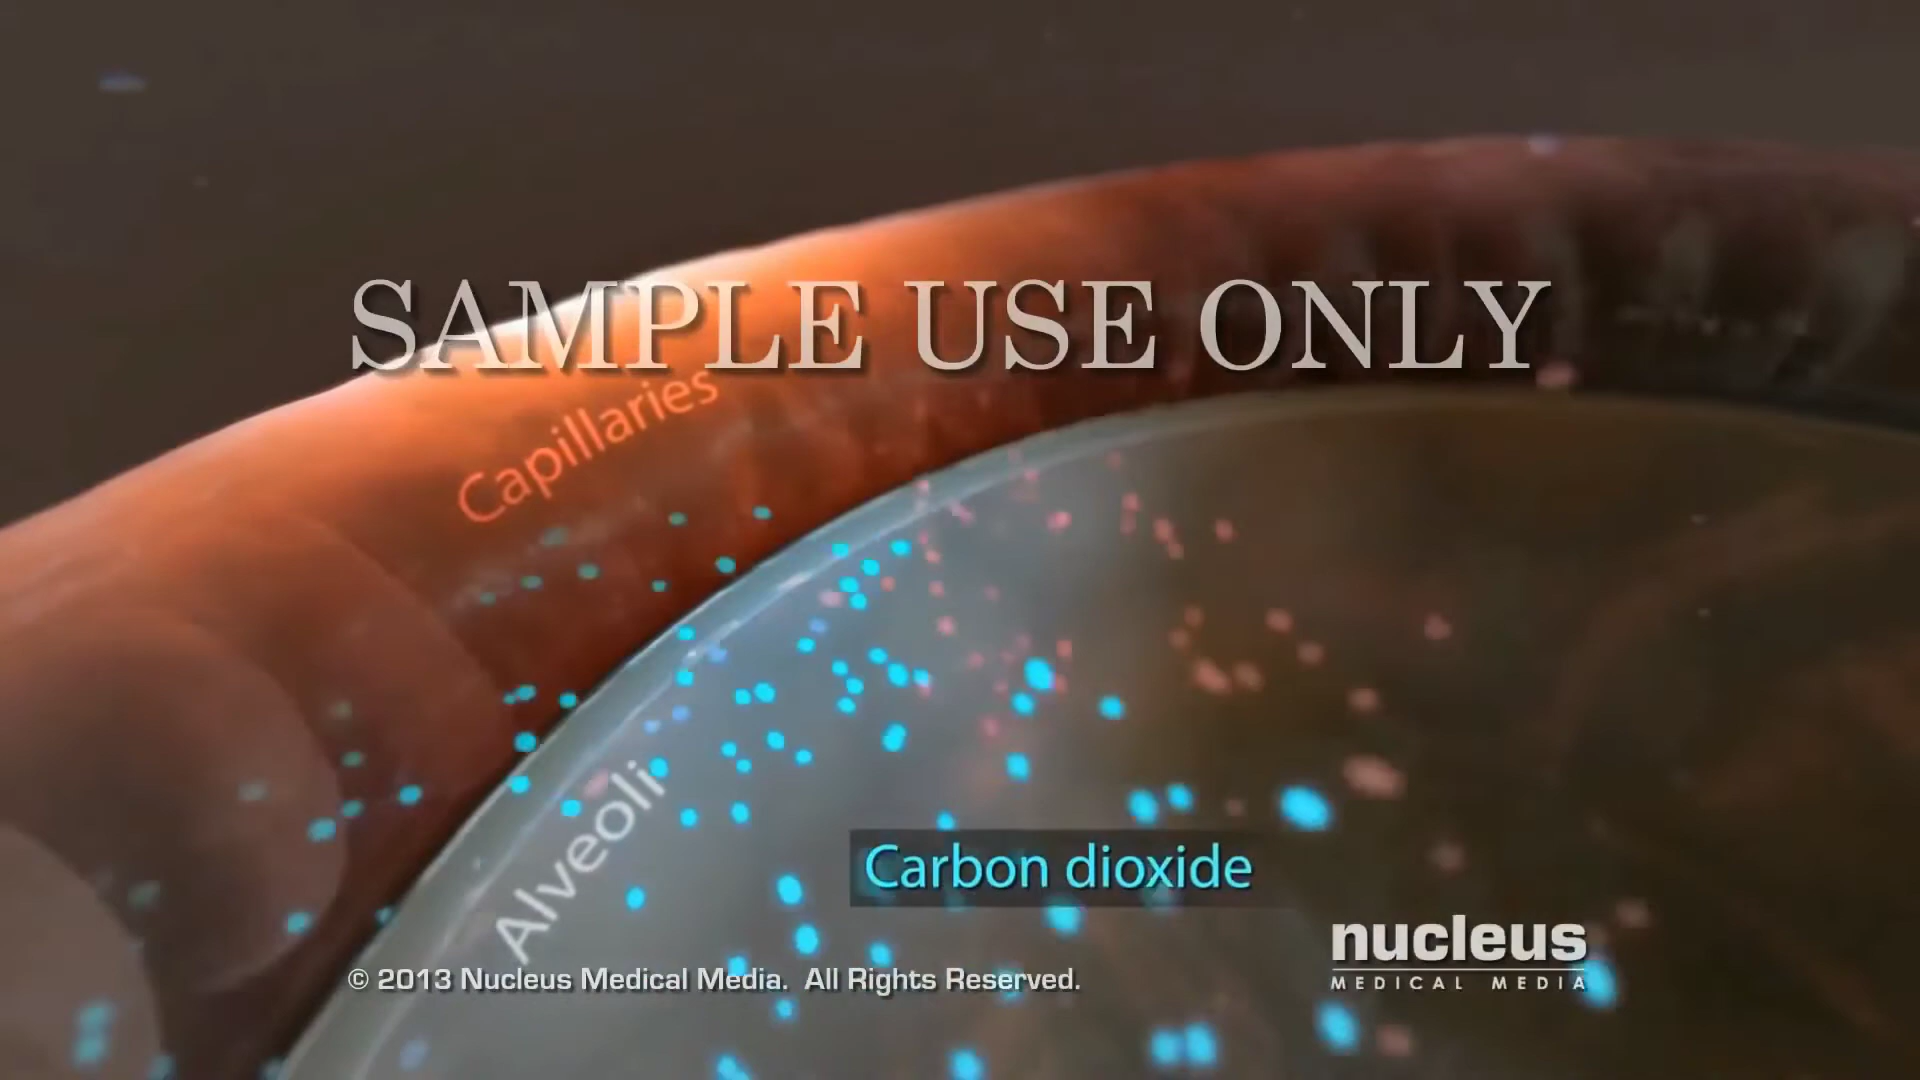 SAMPLE USE ONLY
Capillaries
Alveoli
Carbon dioxide
nucleus
MEDICAL MEDIA
© 2013 Nucleus Medical Media. All Rights Reserved.